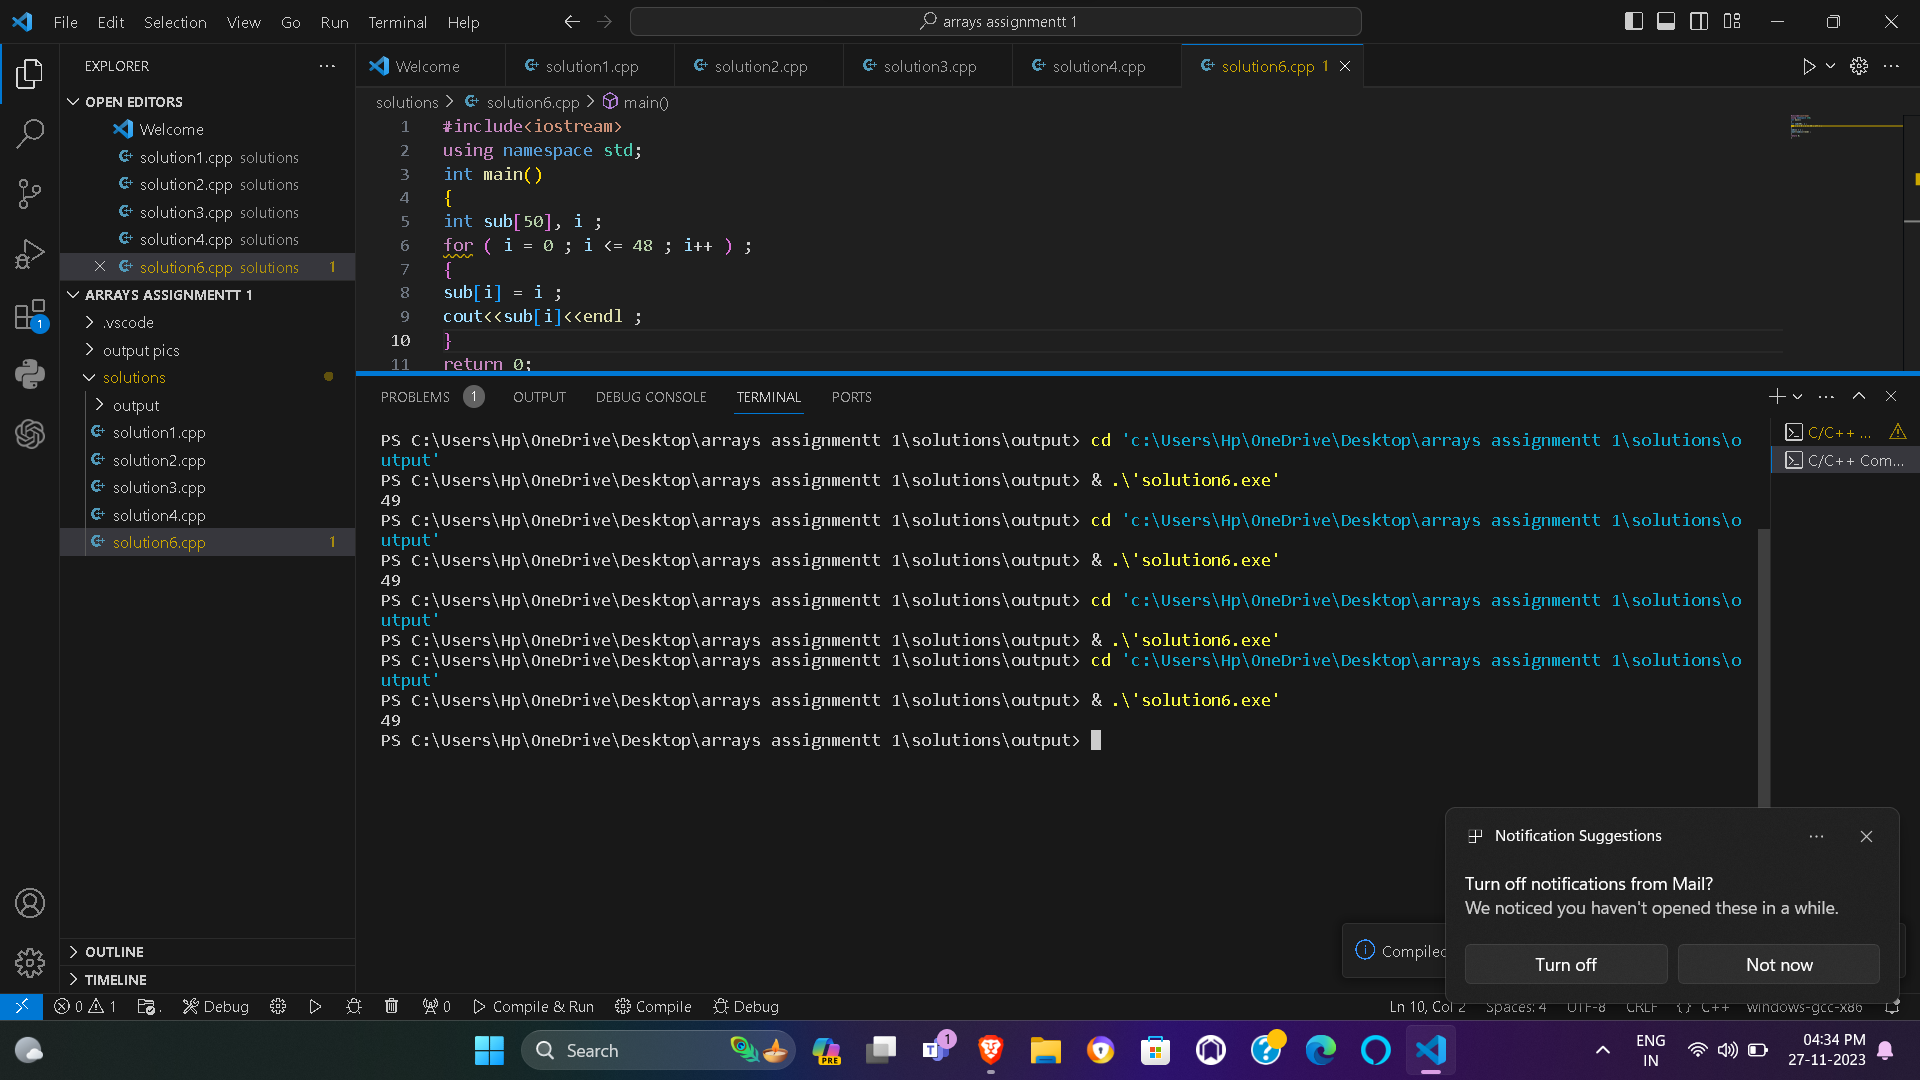 File Edit Selection View Go Run Terminal Help
arrays assignmentt 1
EXPLORER
OPEN EDITORS
Welcome
solution1.cpp solutions
solution2.cpp solutions
solution3.cpp solutions
solution4.cpp solutions
solution6.cpp solutions 1
ARRAYS ASSIGNMENTT 1
.vscode
output pics
solutions
output
solution1.cpp
solution2.cpp
solution3.cpp
solution4.cpp
solution6.cpp 1
OUTLINE
TIMELINE
1
Welcome solution1.cpp solution2.cpp solution3.cpp solution4.cpp solution6.cpp 1
solutions > solution6.cpp > main()
1 #include<iostream>
2 using namespace std;
3 int main()
4 {
5 int sub[50], i ;
6 for ( i = 0 ; i <= 48 ; i++ ) ;
7 {
8 sub[i] = i ;
9 cout<<sub[i]<<endl ;
10 }
11 return 0;
PROBLEMS 1 OUTPUT DEBUG CONSOLE TERMINAL PORTS
PS C:\Users\Hp\OneDrive\Desktop\arrays assignmentt 1\solutions\output> cd 'c:\Users\Hp\OneDrive\Desktop\arrays assignmentt 1\solutions\o
utput'
PS C:\Users\Hp\OneDrive\Desktop\arrays assignmentt 1\solutions\output> & .\'solution6.exe'
49
PS C:\Users\Hp\OneDrive\Desktop\arrays assignmentt 1\solutions\output> cd 'c:\Users\Hp\OneDrive\Desktop\arrays assignmentt 1\solutions\o
utput'
PS C:\Users\Hp\OneDrive\Desktop\arrays assignmentt 1\solutions\output> & .\'solution6.exe'
49
PS C:\Users\Hp\OneDrive\Desktop\arrays assignmentt 1\solutions\output> cd 'c:\Users\Hp\OneDrive\Desktop\arrays assignmentt 1\solutions\o
utput'
PS C:\Users\Hp\OneDrive\Desktop\arrays assignmentt 1\solutions\output> & .\'solution6.exe'
PS C:\Users\Hp\OneDrive\Desktop\arrays assignmentt 1\solutions\output> cd 'c:\Users\Hp\OneDrive\Desktop\arrays assignmentt 1\solutions\o
utput'
PS C:\Users\Hp\OneDrive\Desktop\arrays assignmentt 1\solutions\output> & .\'solution6.exe'
49
PS C:\Users\Hp\OneDrive\Desktop\arrays assignmentt 1\solutions\output>
C/C++ ...
C/C++ Com...
Notification Suggestions
Turn off notifications from Mail?
We noticed you haven't opened these in a while.
Turn off Not now
Compiled
0 1 Debug 0 Compile & Run Compile Debug
Ln 10, Col 2 Spaces: 4 UTF-8 CRLF {} C++ windows-gcc-x86
Search
PRE
1
ENG
IN
04:34 PM
27-11-2023